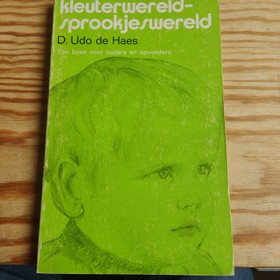 kleuterwereld-
sprookjeswereld
D. Udo de Haes
Een boek voor ouders en opvoeders